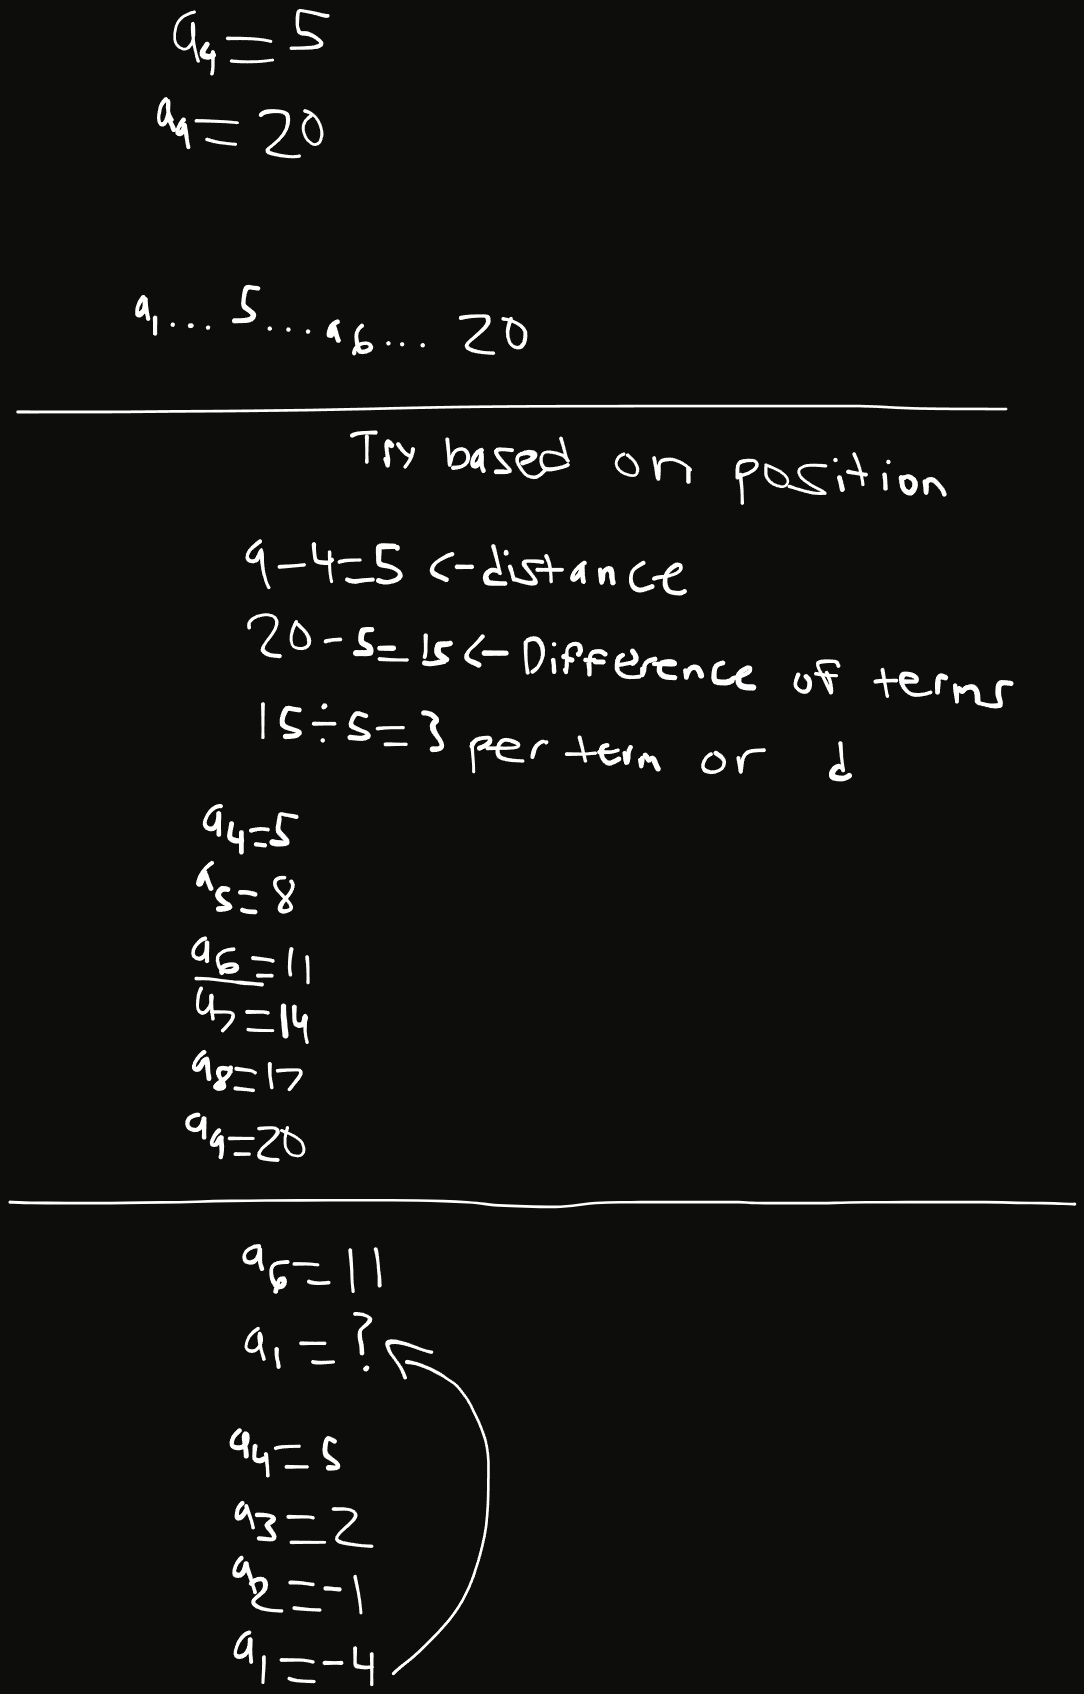 a₄=5
a₉=20
a₁...5...a₆...20
Try based on position
9-4=5 <-distance
20-5=15<-Difference of terms
15÷5=3 per term or d
a₄=5
a₅=8
a₆=11
a₇=14
a₈=17
a₉=20
a₆=11
a₁=?
a₄=5
a₃=2
a₂=-1
a₁=-4